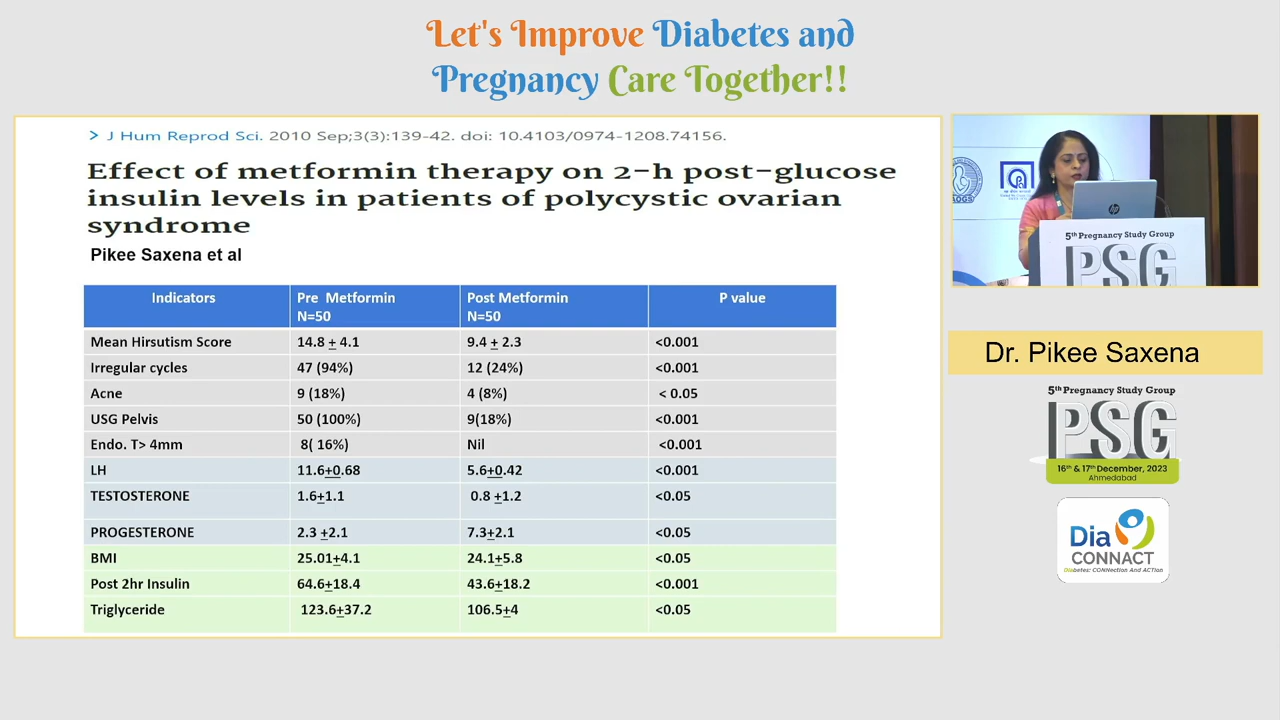 Let's Improve Diabetes and
Pregnancy Care Together!!
> J Hum Reprod Sci. 2010 Sep;3(3):139-42. doi: 10.4103/0974-1208.74156.
Effect of metformin therapy on 2-h post-glucose
insulin levels in patients of polycystic ovarian
syndrome
Pikee Saxena et al
Indicators Pre Metformin N=50 Post Metformin N=50 P value
Mean Hirsutism Score 14.8 ± 4.1 9.4 ± 2.3 <0.001
Irregular cycles 47 (94%) 12 (24%) <0.001
Acne 9 (18%) 4 (8%) < 0.05
USG Pelvis 50 (100%) 9(18%) <0.001
Endo. T> 4mm 8( 16%) Nil <0.001
LH 11.6±0.68 5.6±0.42 <0.001
TESTOSTERONE 1.6±1.1 0.8 ±1.2 <0.05
PROGESTERONE 2.3 ±2.1 7.3±2.1 <0.05
BMI 25.01±4.1 24.1±5.8 <0.05
Post 2hr Insulin 64.6±18.4 43.6±18.2 <0.001
Triglyceride 123.6±37.2 106.5±4 <0.05
AOGS
hp
5th Pregnancy Study Group
PSG
Dr. Pikee Saxena
5th Pregnancy Study Group
PSG
16th & 17th December, 2023
Ahmedabad
Dia
CONNACT
Diabetes: CONNection And ACTion